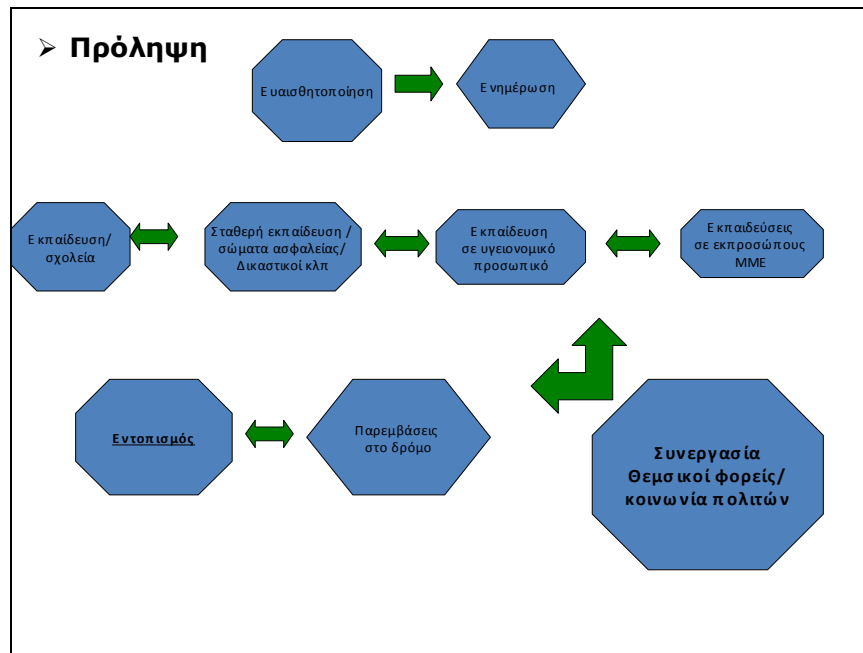 ➢ Πρόληψη
Ευαισθητοποίηση
Ενημέρωση
Εκπαίδευση/
σχολεία
Σταθερή εκπαίδευση /
σώματα ασφαλείας/
Δικαστικοί κλπ
Εκπαίδευση
σε υγειονομικό
προσωπικό
Εκπαιδεύσεις
σε εκπροσώπους
ΜΜΕ
Εντοπισμός
Παρεμβάσεις
στο δρόμο
Συνεργασία
Θεμσικοί φορείς/
κοινωνία πολιτών